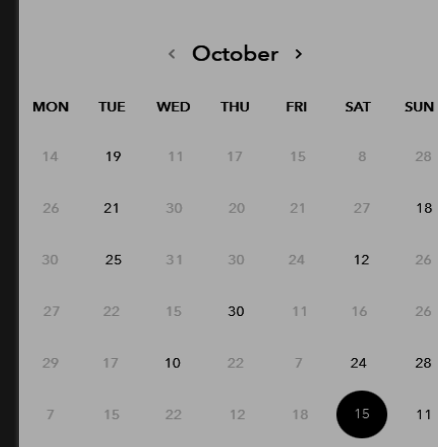 ‹ October ›
MON TUE WED THU FRI SAT SUN
14 19 11 17 15 8 28
26 21 30 20 21 27 18
30 25 31 30 24 12 26
27 22 15 30 11 16 26
29 17 10 22 7 24 28
7 15 22 12 18 15 11